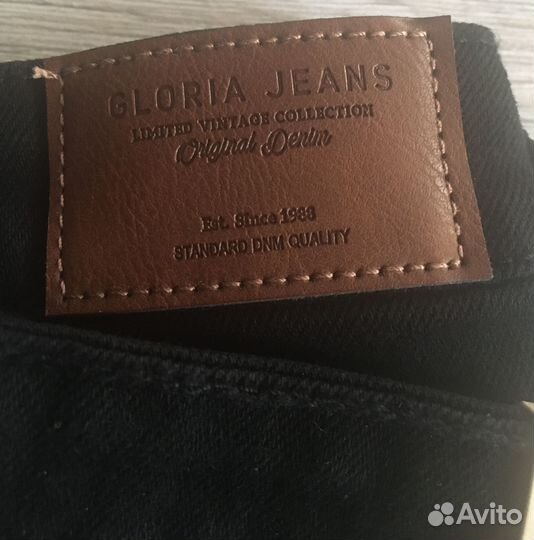 GLORIA JEANS
LIMITED VINTAGE COLLECTION
Original Denim
Est. Since 1988
STANDARD DNM QUALITY
Avito